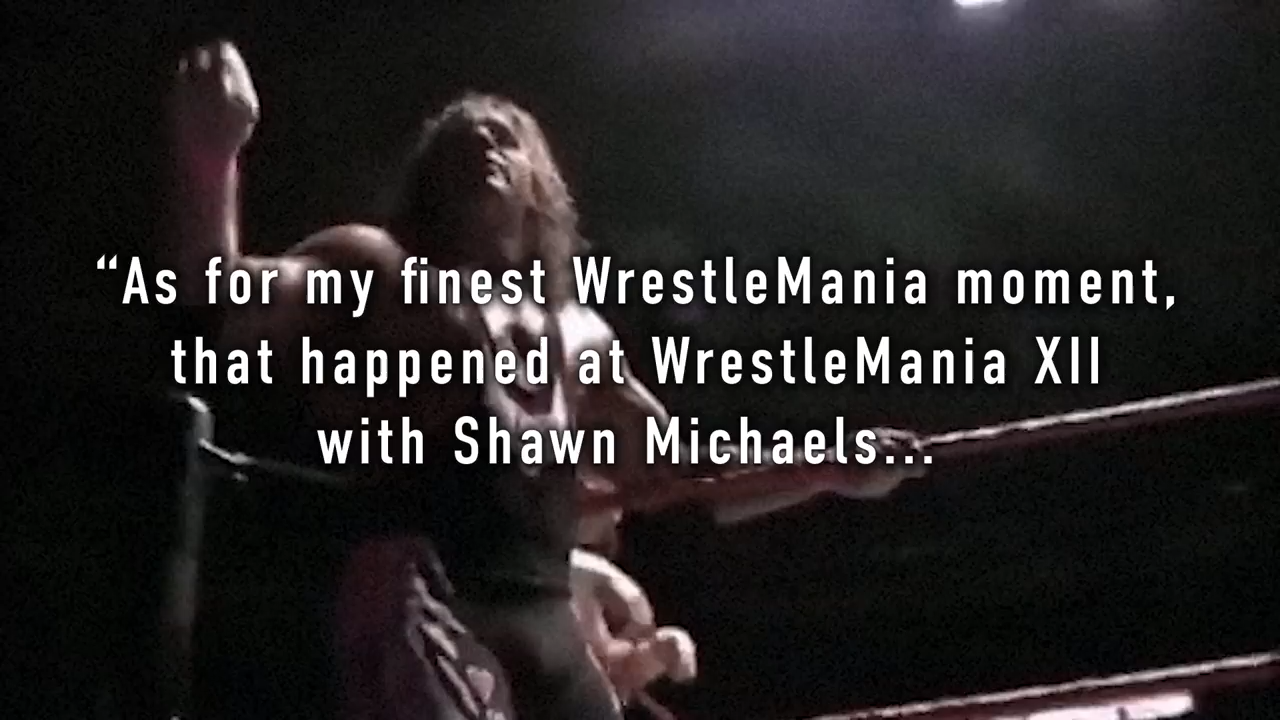 “As for my finest WrestleMania moment,
that happened at WrestleMania XII
with Shawn Michaels...